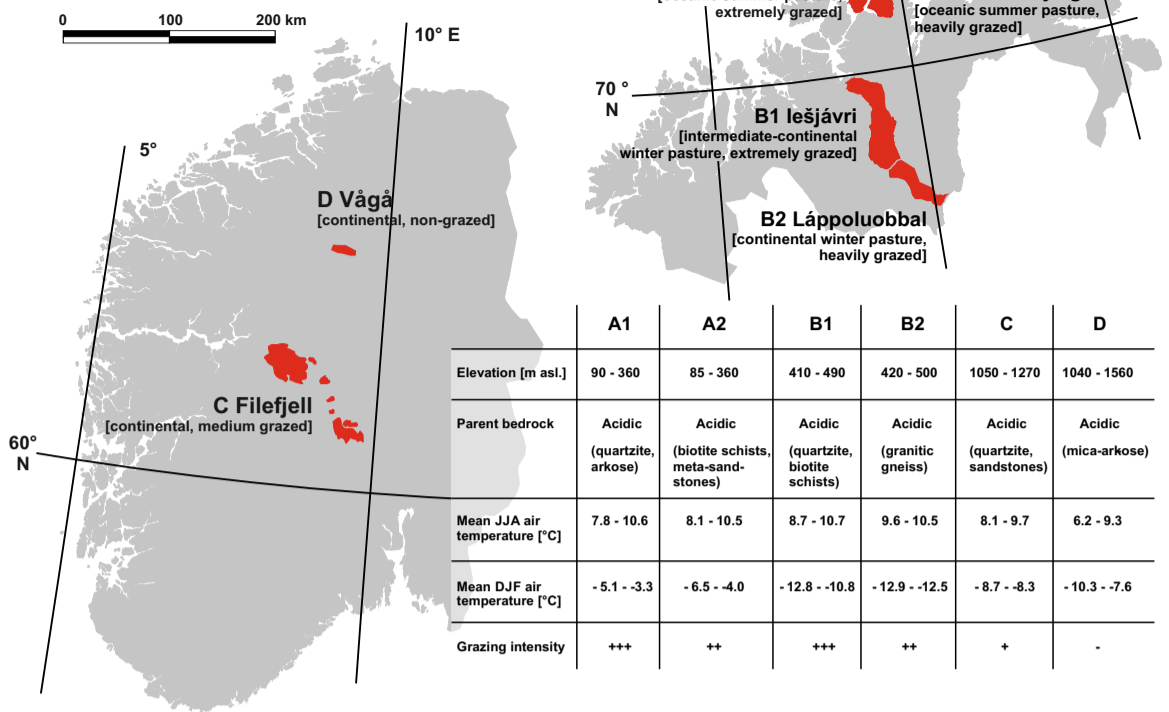 0 100 200 km
10° E
5°
extremely grazed]
[oceanic summer pasture,
heavily grazed]
70 °
N
B1 Iešjávri
[intermediate-continental
winter pasture, extremely grazed]
D Vågå
[continental, non-grazed]
B2 Láppoluobbal
[continental winter pasture,
heavily grazed]
C Filefjell
[continental, medium grazed]
60°
N
A1 A2 B1 B2 C D
Elevation [m asl.] 90 - 360 85 - 360 410 - 490 420 - 500 1050 - 1270 1040 - 1560
Parent bedrock Acidic Acidic Acidic Acidic Acidic Acidic
(quartzite, (biotite schists, (quartzite, (granitic (quartzite, (mica-arkose)
arkose) meta-sand- biotite gneiss) sandstones)
stones) schists)
Mean JJA air 7.8 - 10.6 8.1 - 10.5 8.7 - 10.7 9.6 - 10.5 8.1 - 9.7 6.2 - 9.3
temperature [°C]
Mean DJF air - 5.1 - -3.3 - 6.5 - -4.0 - 12.8 - -10.8 - 12.9 - -12.5 - 8.7 - -8.3 - 10.3 - -7.6
temperature [°C]
Grazing intensity +++ ++ +++ ++ + -